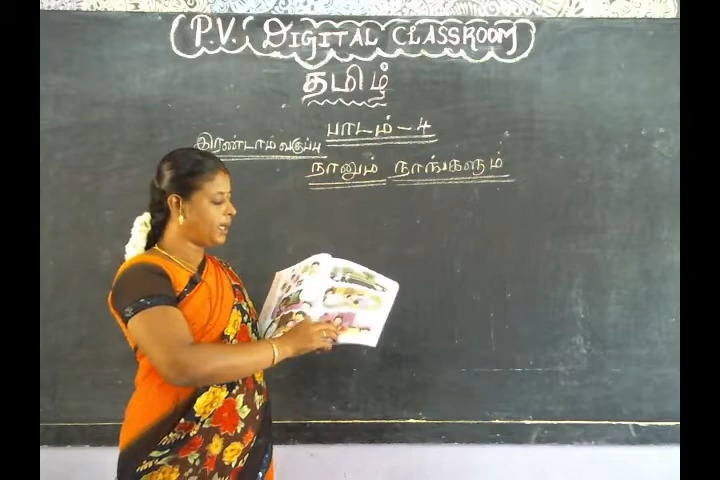 P.V. DIGITAL CLASSROOM
தமிழ்
பாடம் - 4
இரண்டாம் வகுப்பு
நானும் நாங்களும்